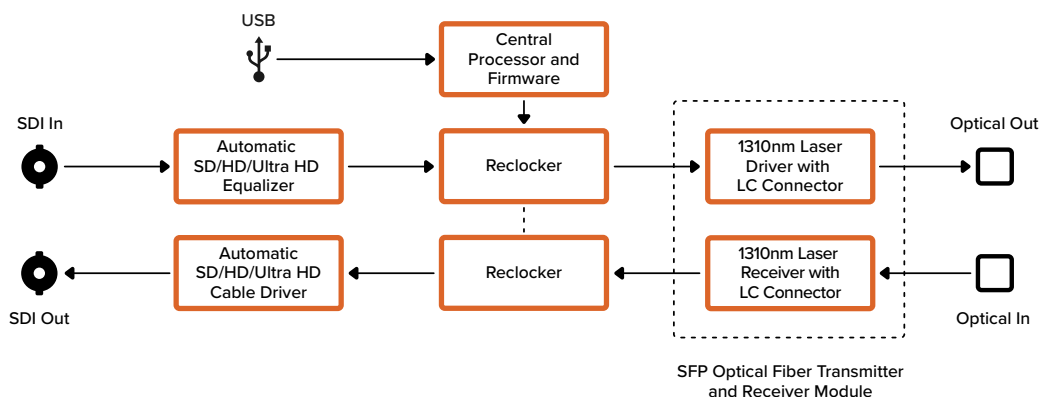 USB
Central
Processor and
Firmware
SDI In
Automatic
SD/HD/Ultra HD
Equalizer
Reclocker
1310nm Laser
Driver with
LC Connector
Optical Out
Automatic
SD/HD/Ultra HD
Cable Driver
Reclocker
1310nm Laser
Receiver with
LC Connector
SDI Out
Optical In
SFP Optical Fiber Transmitter
and Receiver Module